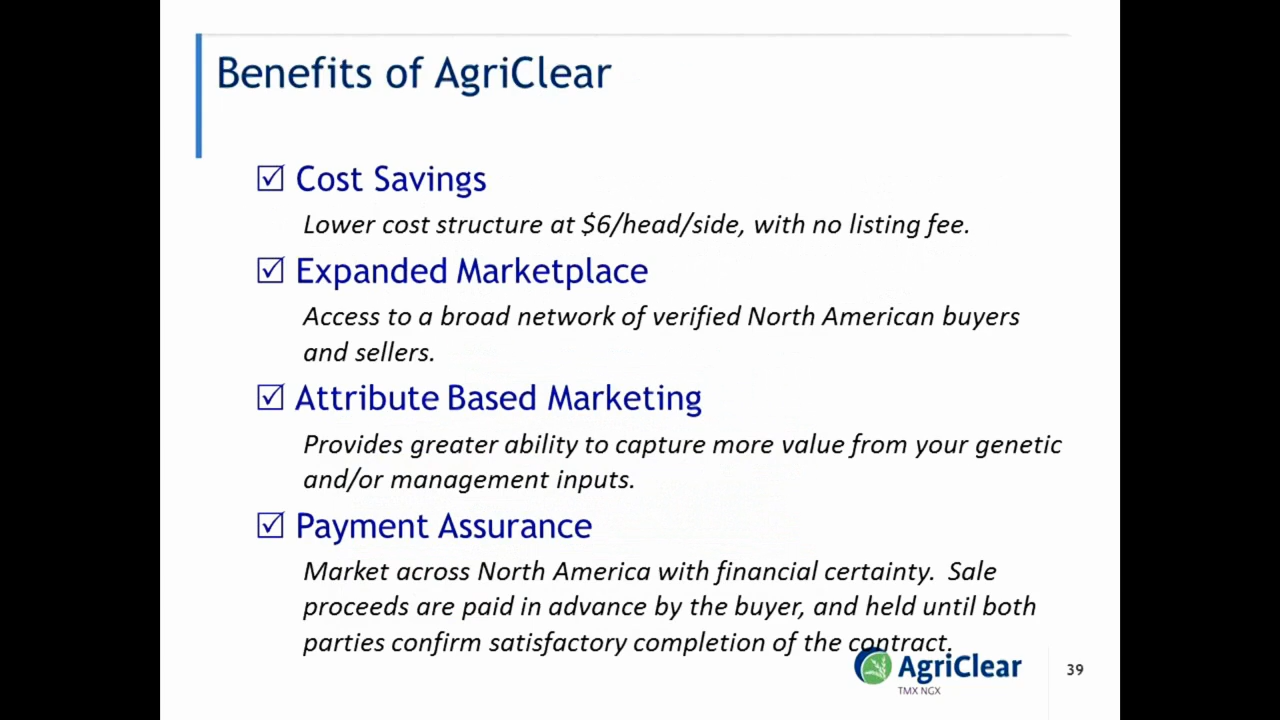 Benefits of AgriClear
☑ Cost Savings
Lower cost structure at $6/head/side, with no listing fee.
☑ Expanded Marketplace
Access to a broad network of verified North American buyers
and sellers.
☑ Attribute Based Marketing
Provides greater ability to capture more value from your genetic
and/or management inputs.
☑ Payment Assurance
Market across North America with financial certainty.  Sale
proceeds are paid in advance by the buyer, and held until both
parties confirm satisfactory completion of the contract.
AgriClear
TMX NGX
39